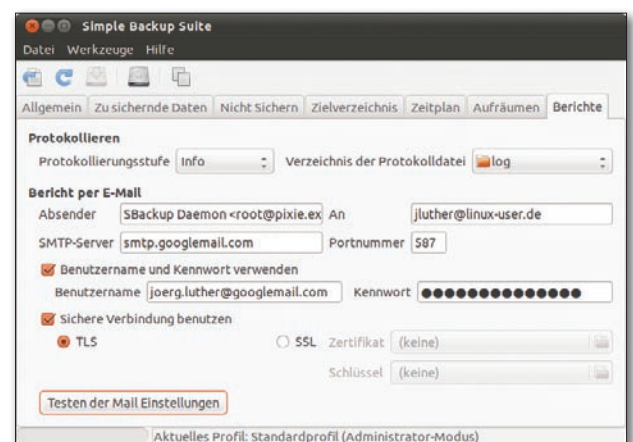 Simple Backup Suite
Datei Werkzeuge Hilfe
Allgemein Zu sichernde Daten Nicht Sichern Zielverzeichnis Zeitplan Aufräumen Berichte
Protokollieren
Protokollierungsstufe Info Verzeichnis der Protokolldatei log
Bericht per E-Mail
Absender SBackup Daemon <root@pixie.ex An jluther@linux-user.de
SMTP-Server smtp.googlemail.com Portnummer 587
Benutzername und Kennwort verwenden
Benutzername joerg.luther@googlemail.com Kennwort ●●●●●●●●●●●●●●
Sichere Verbindung benutzen
TLS SSL Zertifikat (keine)
Schlüssel (keine)
Testen der Mail Einstellungen
Aktuelles Profil: Standardprofil (Administrator-Modus)